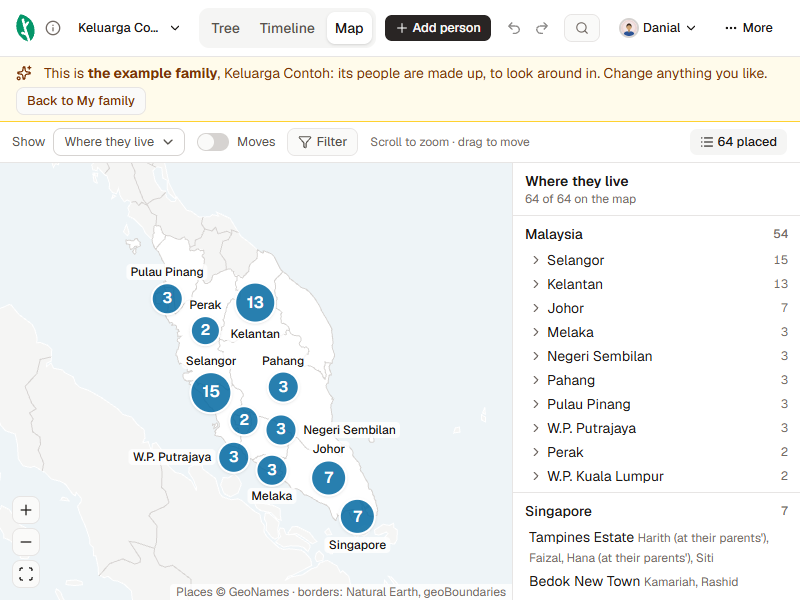 Keluarga Co...
Tree
Timeline
Map
+ Add person
Danial
More
This is the example family, Keluarga Contoh: its people are made up, to look around in. Change anything you like.
Back to My family
Show
Where they live
Moves
Filter
Scroll to zoom · drag to move
64 placed
Where they live
64 of 64 on the map
Malaysia 54
Selangor 15
Kelantan 13
Johor 7
Melaka 3
Negeri Sembilan 3
Pahang 3
Pulau Pinang 3
W.P. Putrajaya 3
Perak 2
W.P. Kuala Lumpur 2
Singapore 7
Tampines Estate Harith (at their parents'),
Faizal, Hana (at their parents'), Siti
Bedok New Town Kamariah, Rashid
Pulau Pinang
3
Perak
2
13
Kelantan
Selangor
15
Pahang
3
2
3
Negeri Sembilan
W.P. Putrajaya
3
3
Melaka
Johor
7
7
Singapore
Places © GeoNames · borders: Natural Earth, geoBoundaries